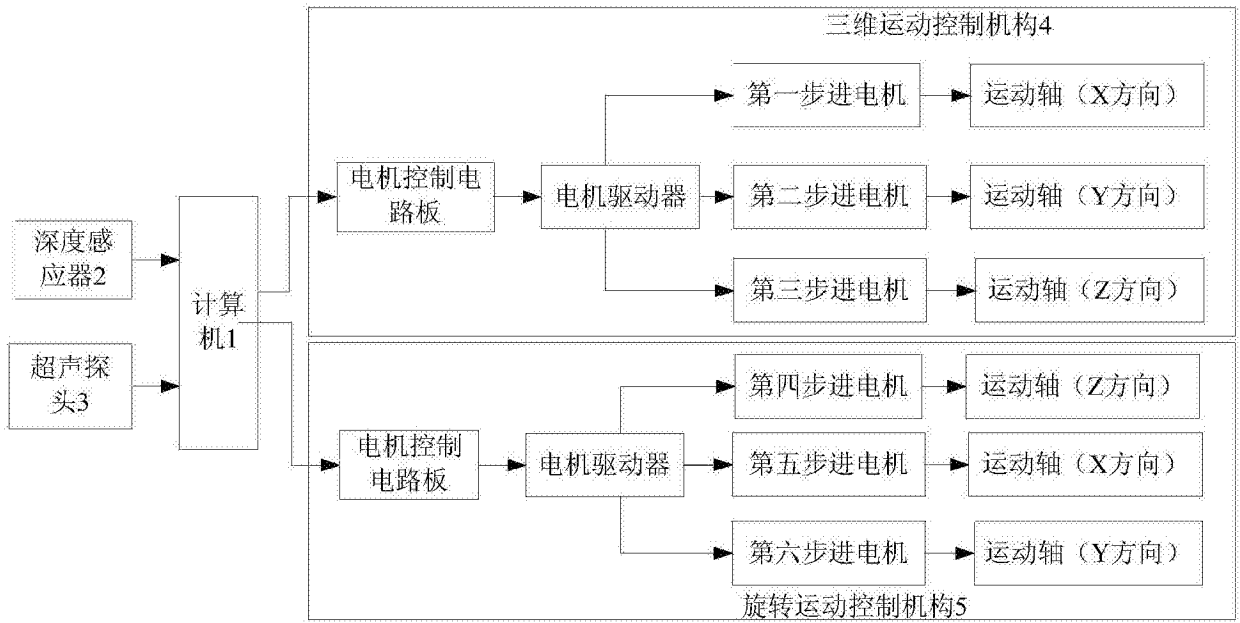 三维运动控制机构4
第一步进电机
运动轴（X方向）
电机控制电
路板
电机驱动器
第二步进电机
运动轴（Y方向）
第三步进电机
运动轴（Z方向）
深度感
应器2
计算
机1
超声探
头3
第四步进电机
运动轴（Z方向）
电机控制
电路板
电机驱动器
第五步进电机
运动轴（X方向）
第六步进电机
运动轴（Y方向）
旋转运动控制机构5